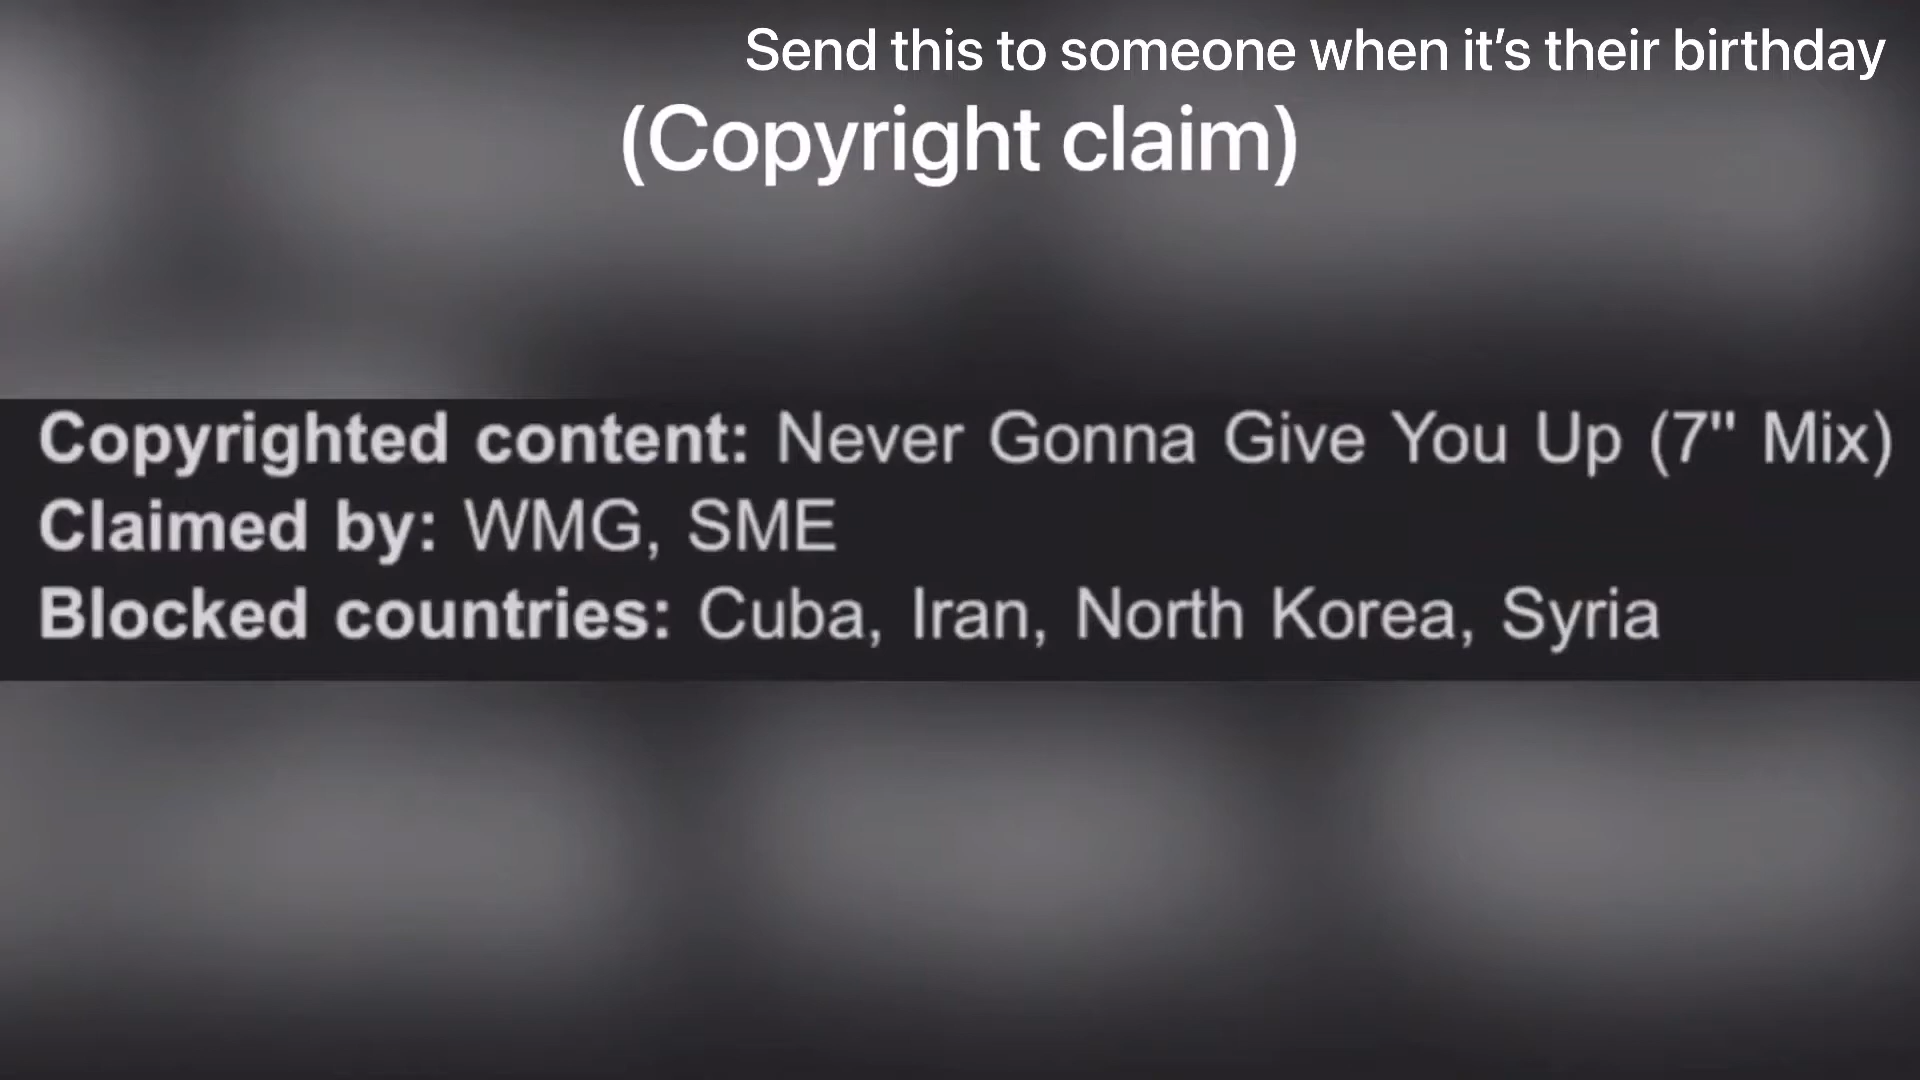 Send this to someone when it’s their birthday
(Copyright claim)
Copyrighted content: Never Gonna Give You Up (7" Mix)
Claimed by: WMG, SME
Blocked countries: Cuba, Iran, North Korea, Syria